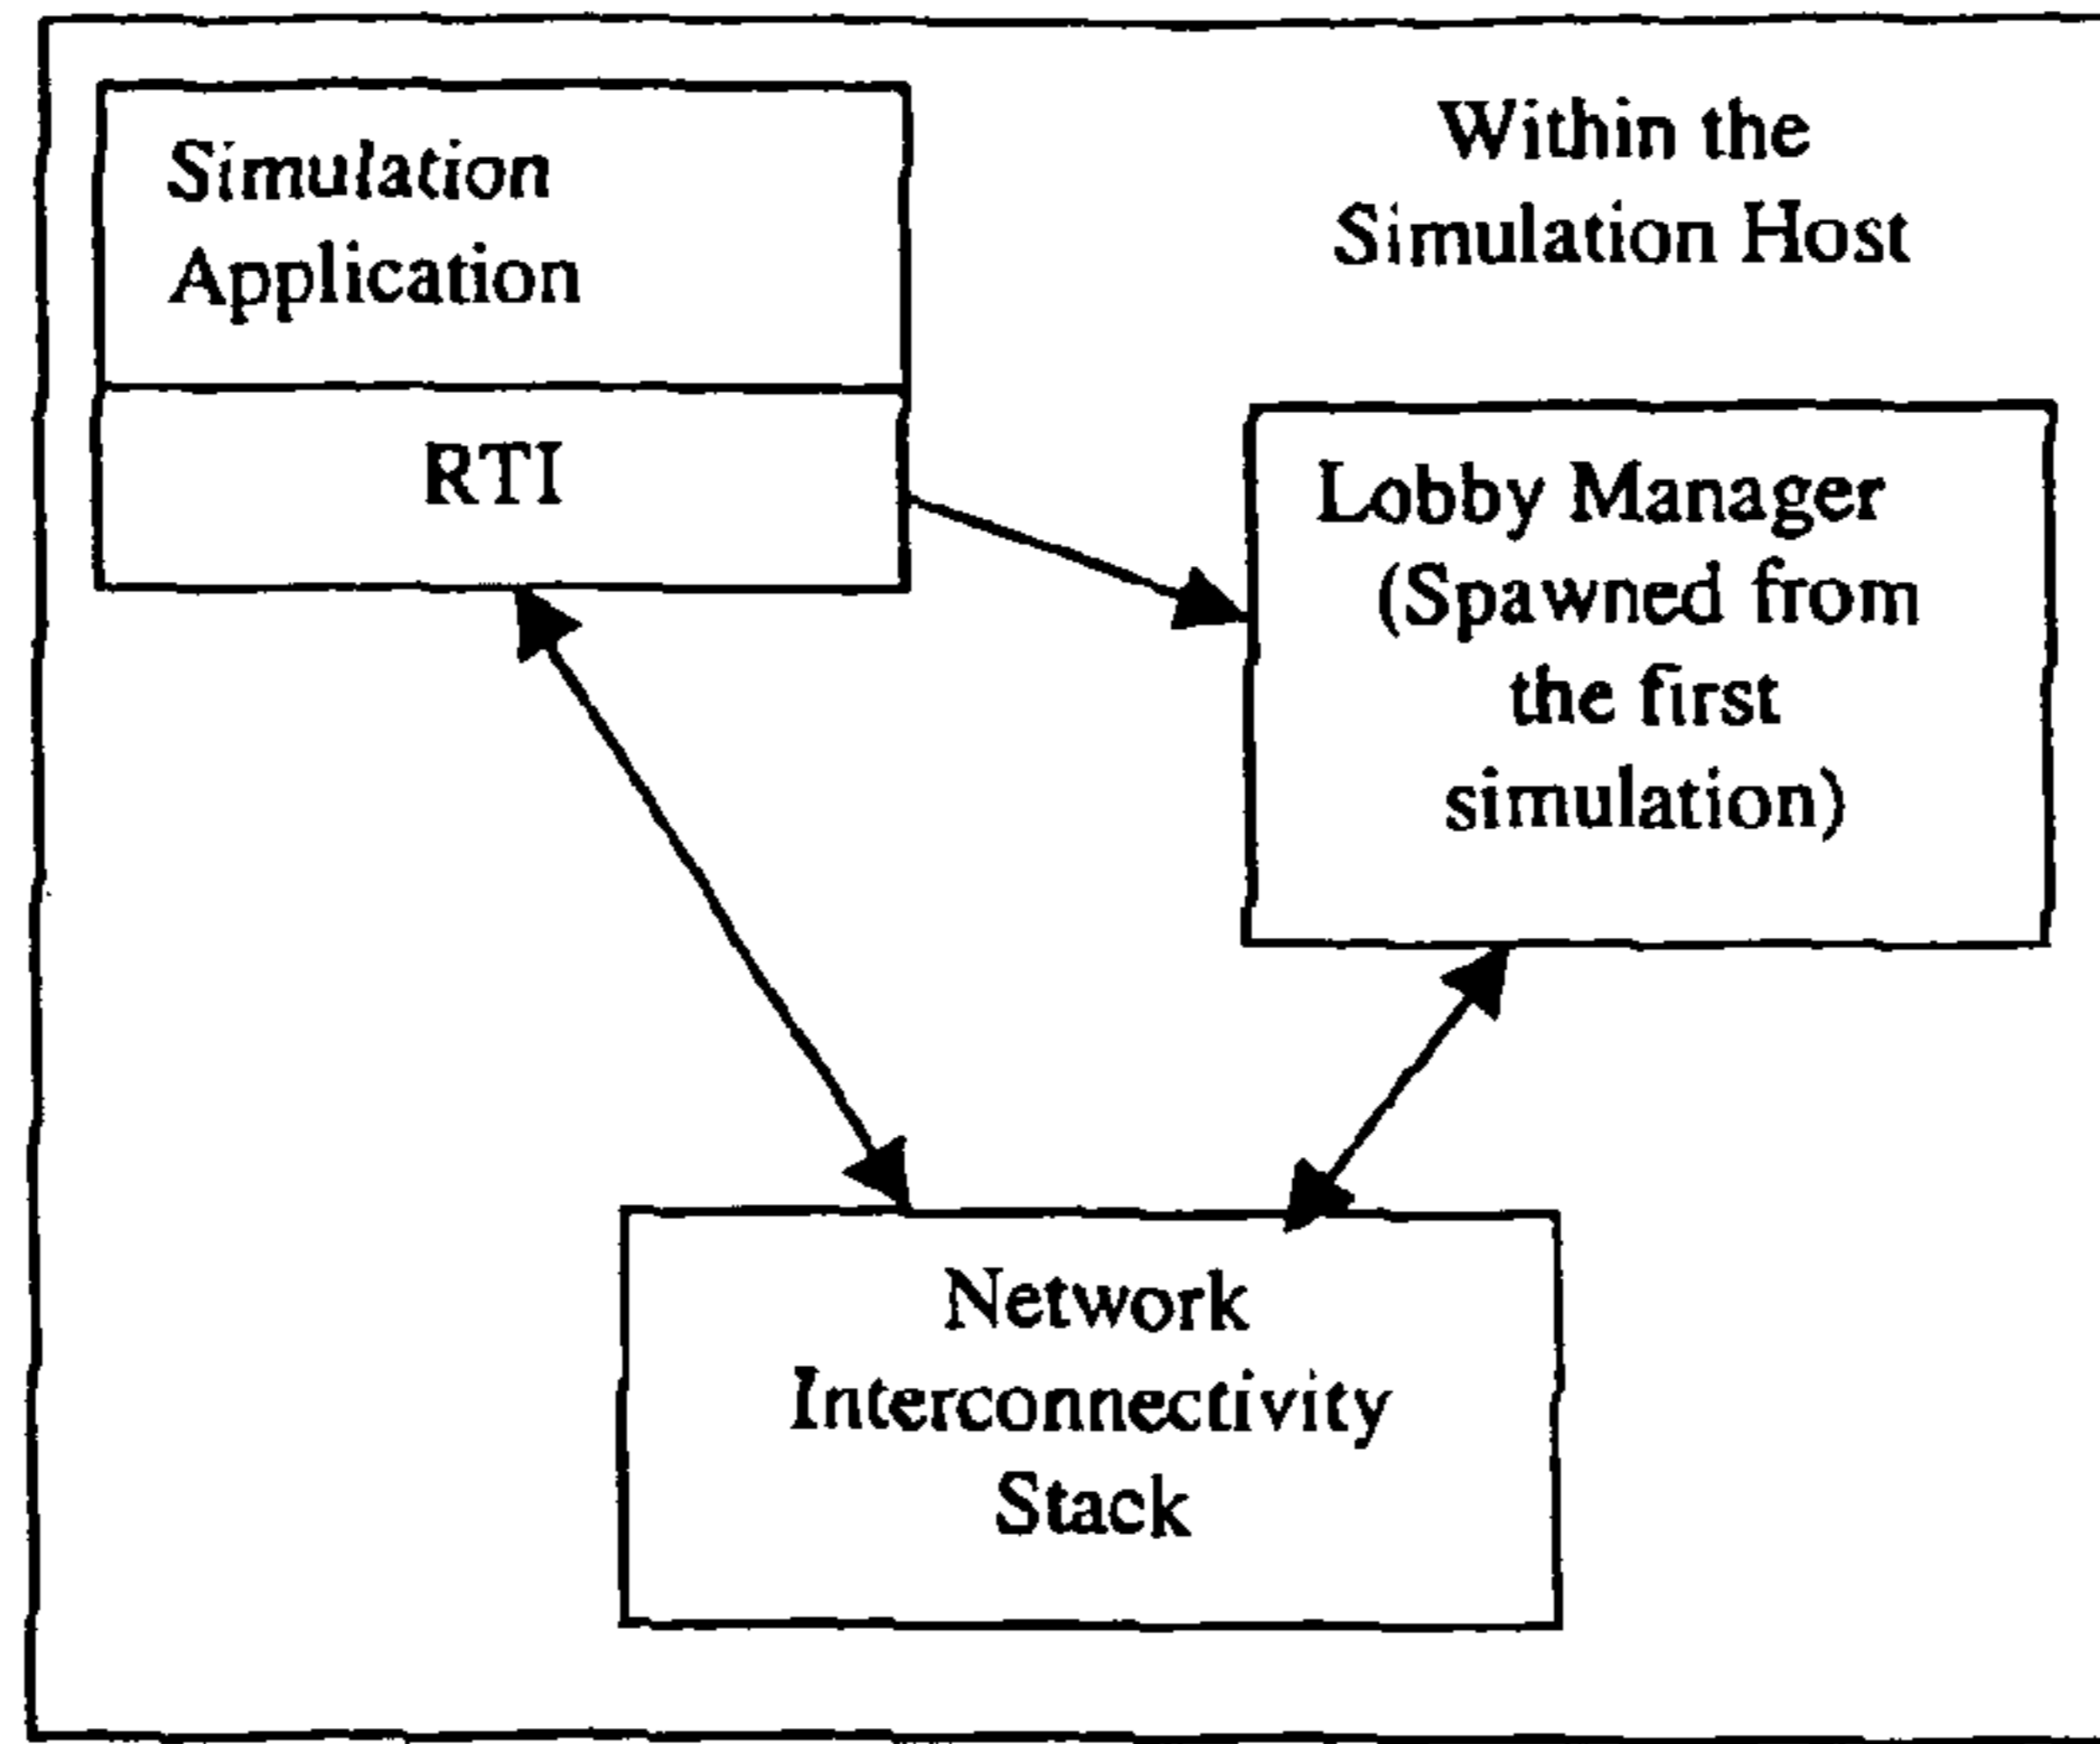 Simulation
Application
RTI
Within the
Simulation Host
Lobby Manager
(Spawned from
the first
simulation)
Network
Interconnectivity
Stack